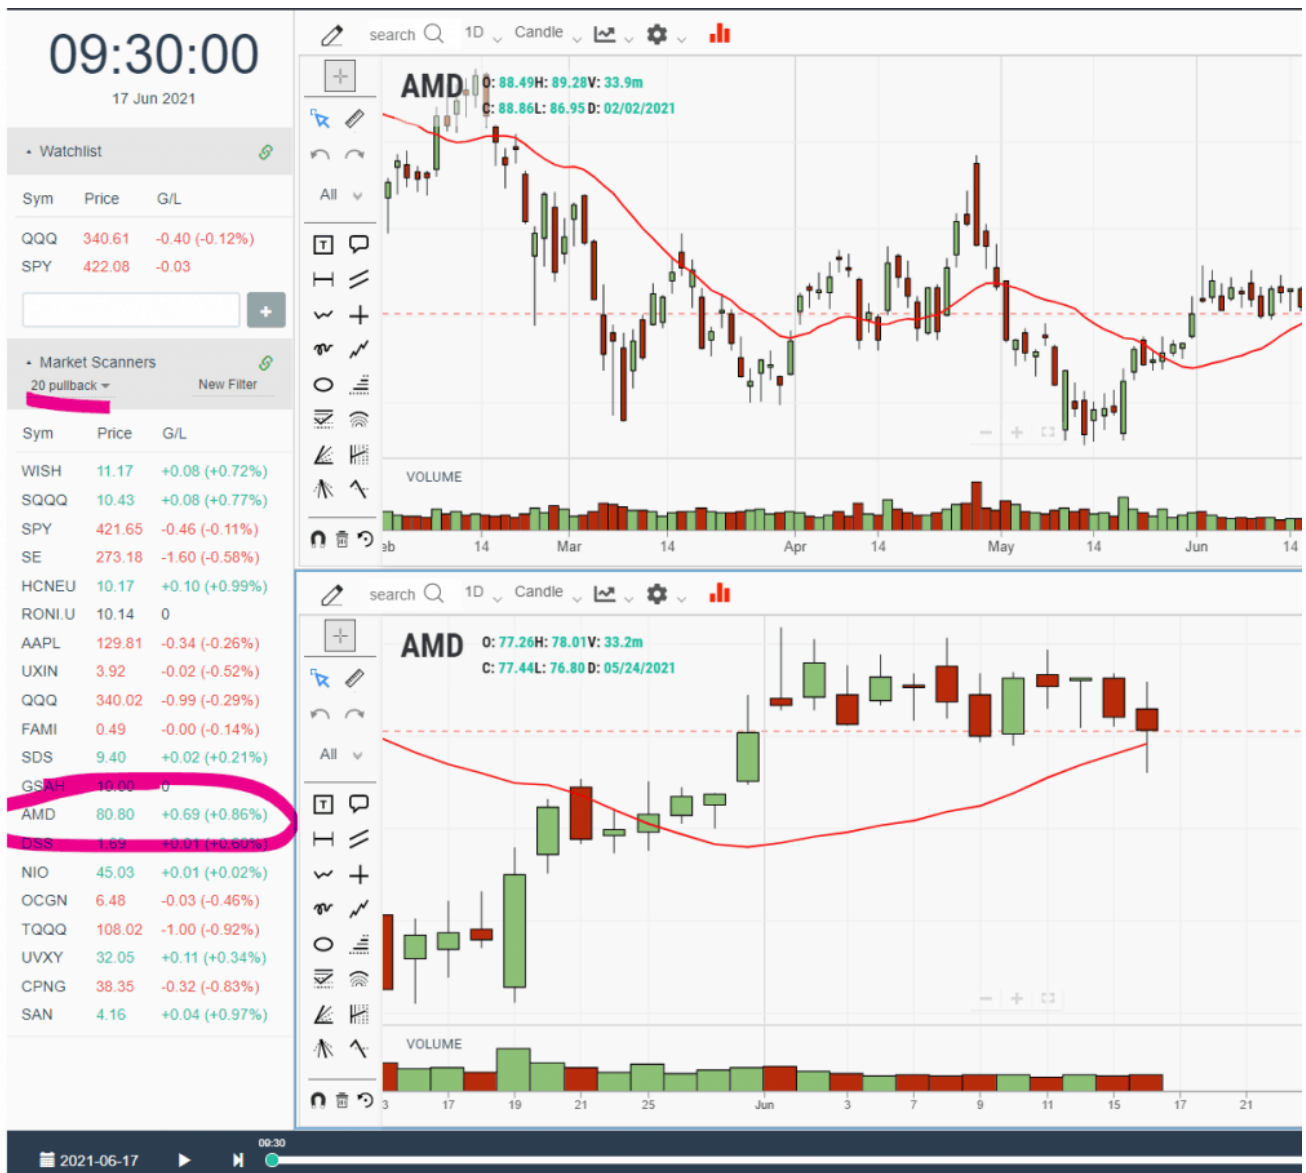 09:30:00
17 Jun 2021
Watchlist
Sym Price G/L
QQQ 340.61 -0.40 (-0.12%)
SPY 422.08 -0.03
+
Market Scanners
20 pullback New Filter
Sym Price G/L
WISH 11.17 +0.08 (+0.72%)
SQQQ 10.43 +0.08 (+0.77%)
SPY 421.65 -0.46 (-0.11%)
SE 273.18 -1.60 (-0.58%)
HCNEU 10.17 +0.10 (+0.99%)
RONI.U 10.14 0
AAPL 129.81 -0.34 (-0.26%)
UXIN 3.92 -0.02 (-0.52%)
QQQ 340.02 -0.99 (-0.29%)
FAMI 0.49 -0.00 (-0.14%)
SDS 9.40 +0.02 (+0.21%)
GSAH 10.00 0
AMD 80.80 +0.69 (+0.86%)
DSS 1.69 +0.01 (+0.60%)
NIO 45.03 +0.01 (+0.02%)
OCGN 6.48 -0.03 (-0.46%)
TQQQ 108.02 -1.00 (-0.92%)
UVXY 32.05 +0.11 (+0.34%)
CPNG 38.35 -0.32 (-0.83%)
SAN 4.16 +0.04 (+0.97%)
search 1D Candle
AMD O: 88.49H: 89.28V: 33.9m
C: 88.86L: 86.95 D: 02/02/2021
All
T
VOLUME
eb 14 Mar 14 Apr 14 May 14 Jun 14
search 1D Candle
AMD O: 77.26H: 78.01V: 33.2m
C: 77.44L: 76.80 D: 05/24/2021
All
T
VOLUME
3 17 19 21 25 Jun 3 7 9 11 15 17 21
09:30
2021-06-17